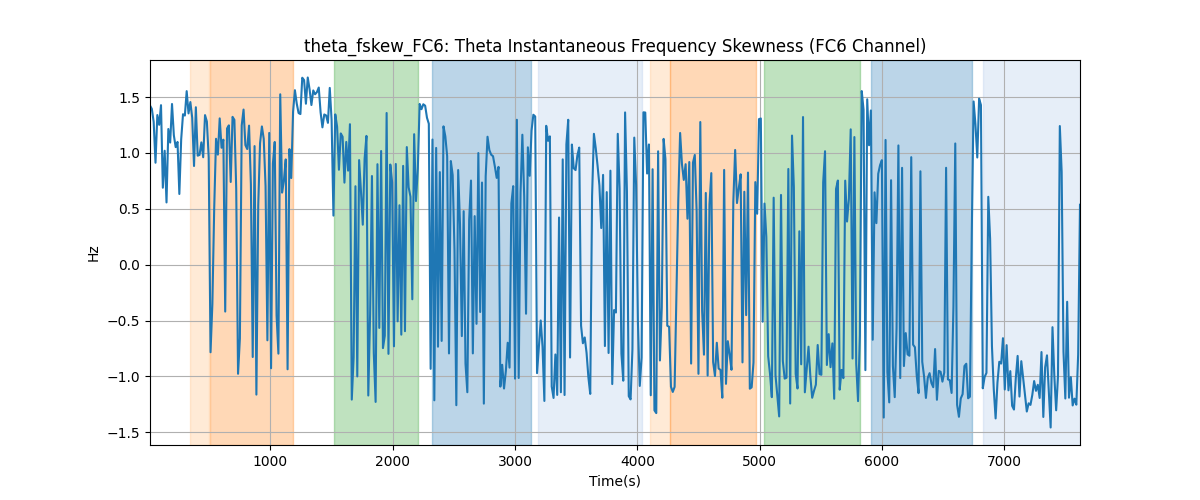 theta_fskew_FC6: Theta Instantaneous Frequency Skewness (FC6 Channel)
1.5
1.0
0.5
0.0
−0.5
−1.0
−1.5
Hz
1000 2000 3000 4000 5000 6000 7000
Time(s)